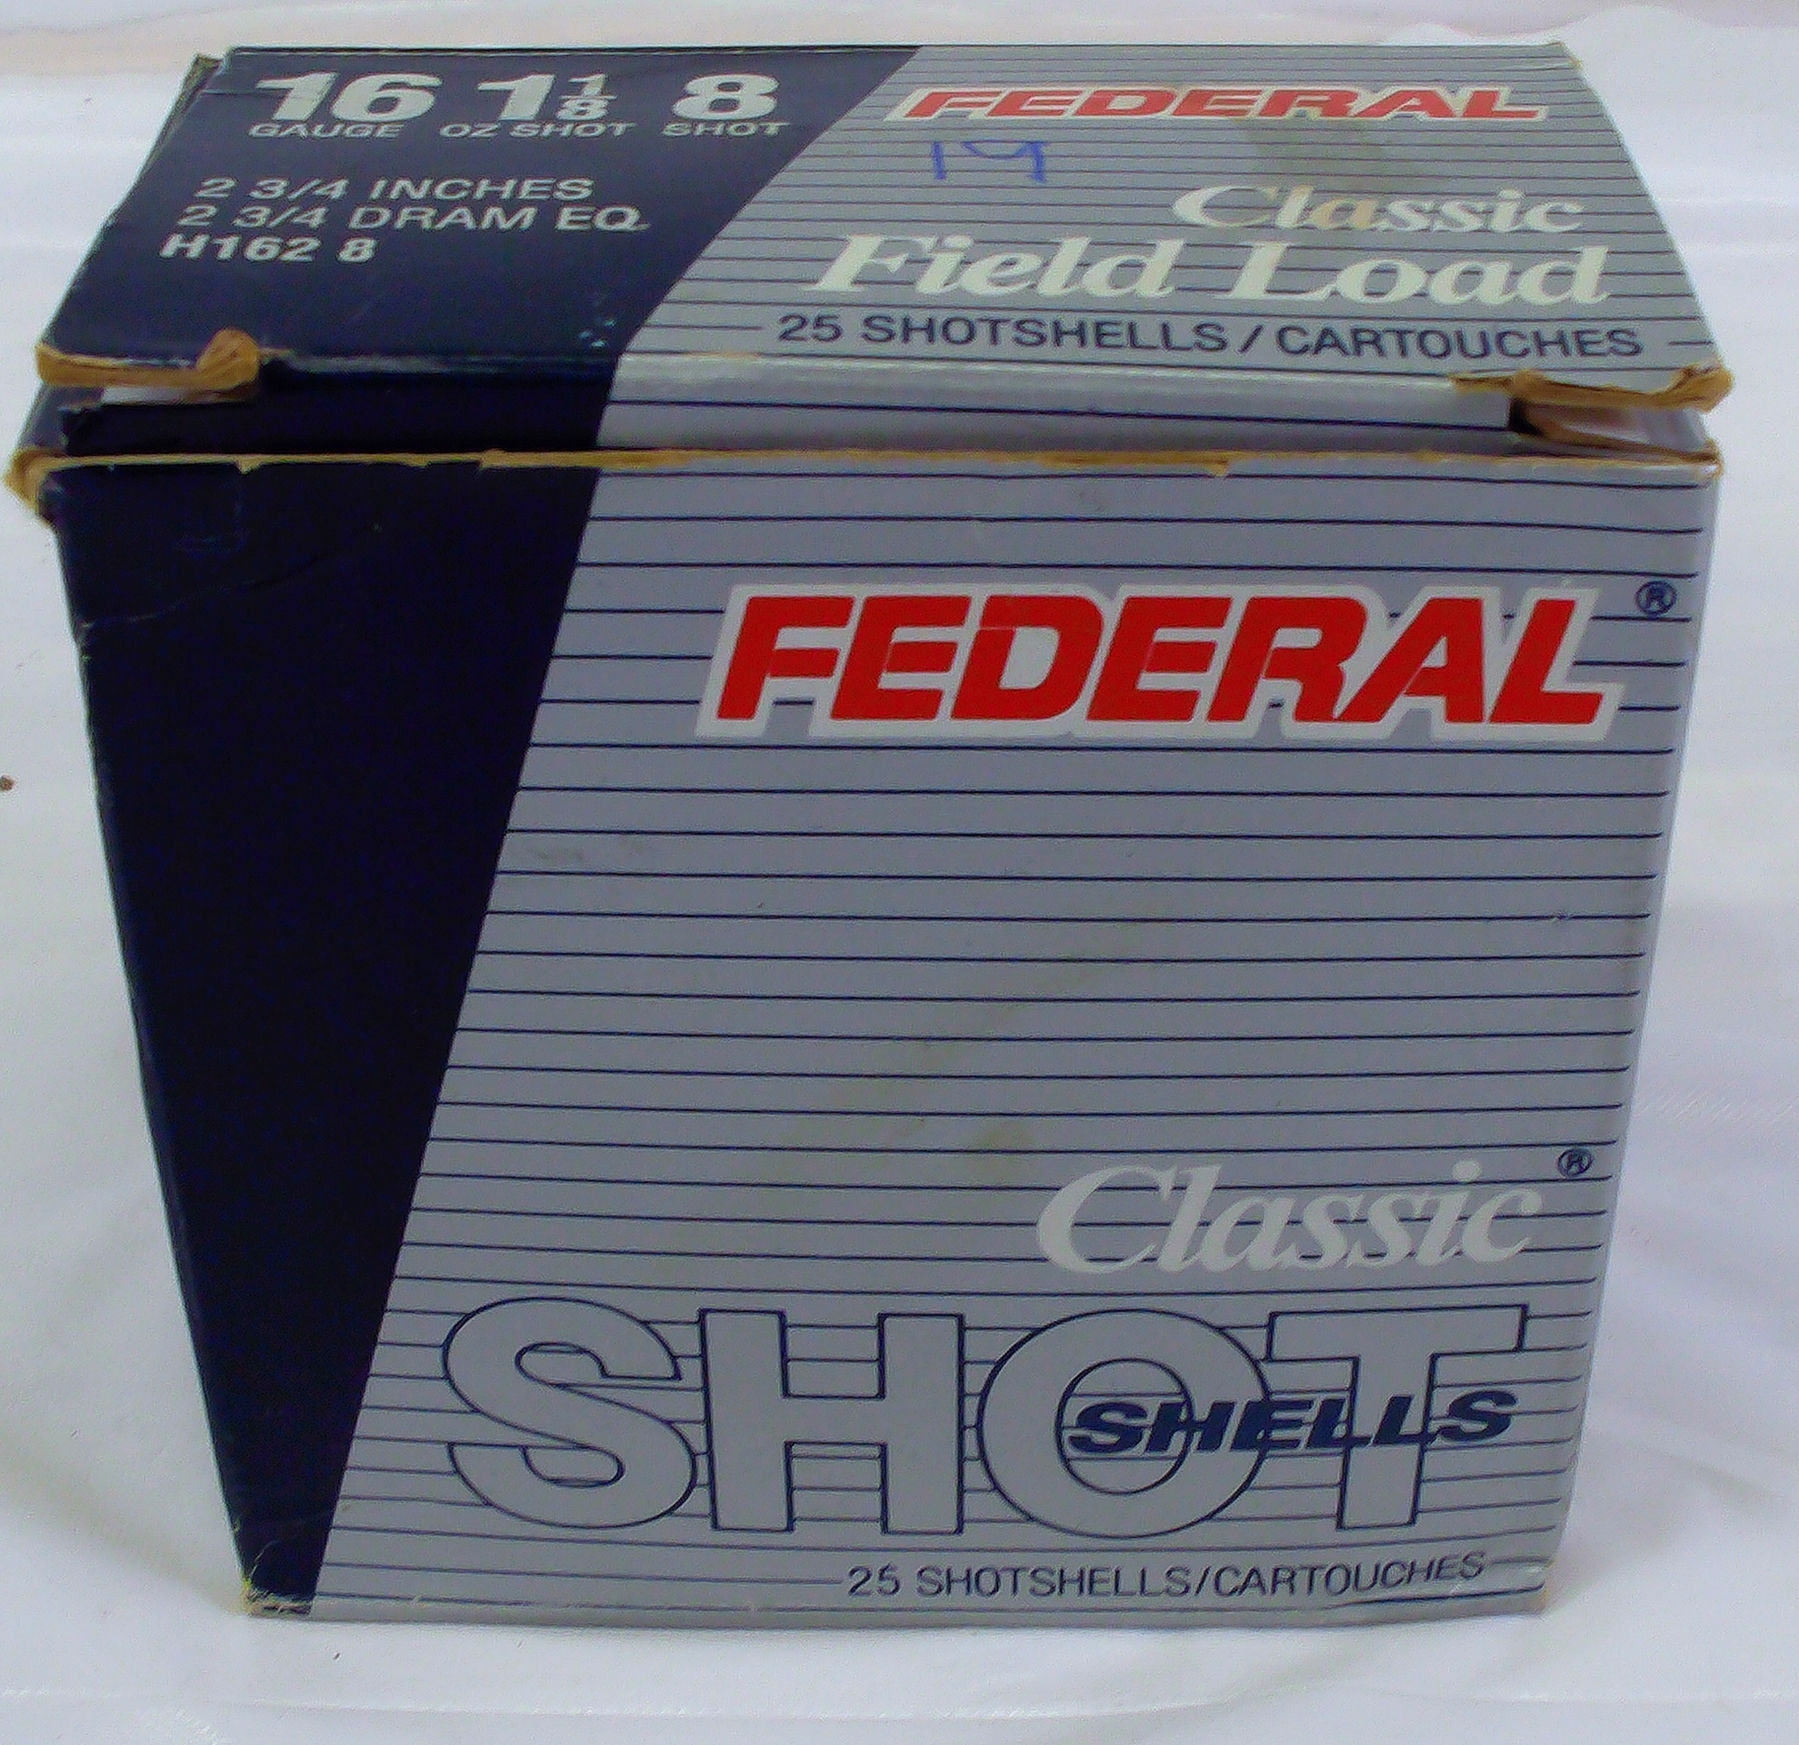 16 1 1/8 8
GAUGE OZ SHOT SHOT
2 3/4 INCHES
2 3/4 DRAM EQ.
H162 8
FEDERAL
14
Classic
Field Load
25 SHOTSHELLS / CARTOUCHES
FEDERAL®
Classic®
SHOT
SHELLS
25 SHOTSHELLS/CARTOUCHES